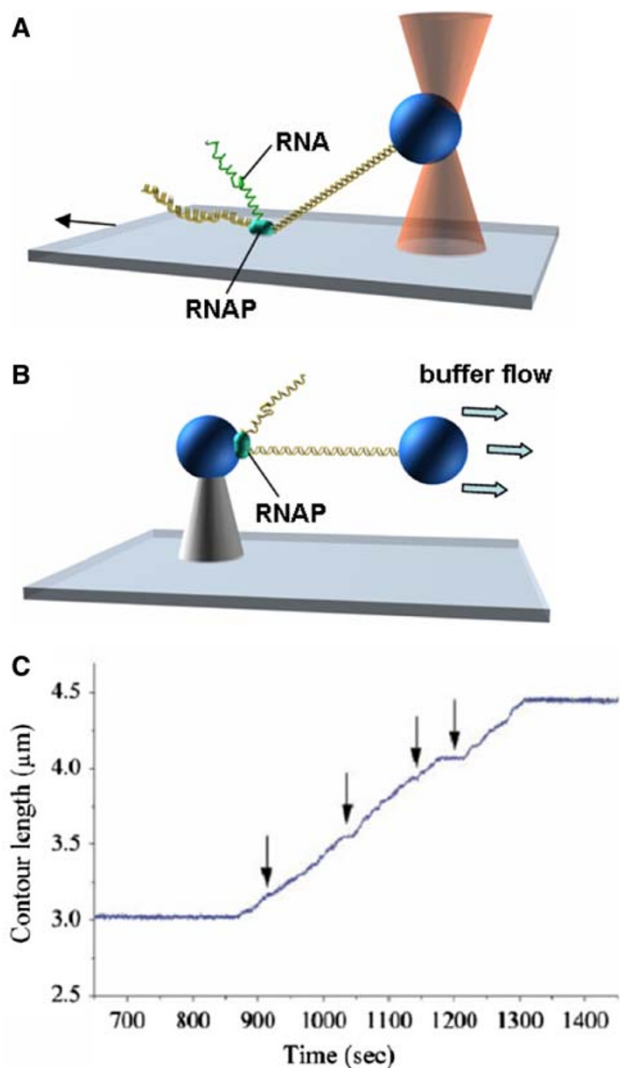 A
RNA
RNAP
B
buffer flow
RNAP
C
Contour length (µm)
4.5
4.0
3.5
3.0
2.5
700 800 900 1000 1100 1200 1300 1400
Time (sec)